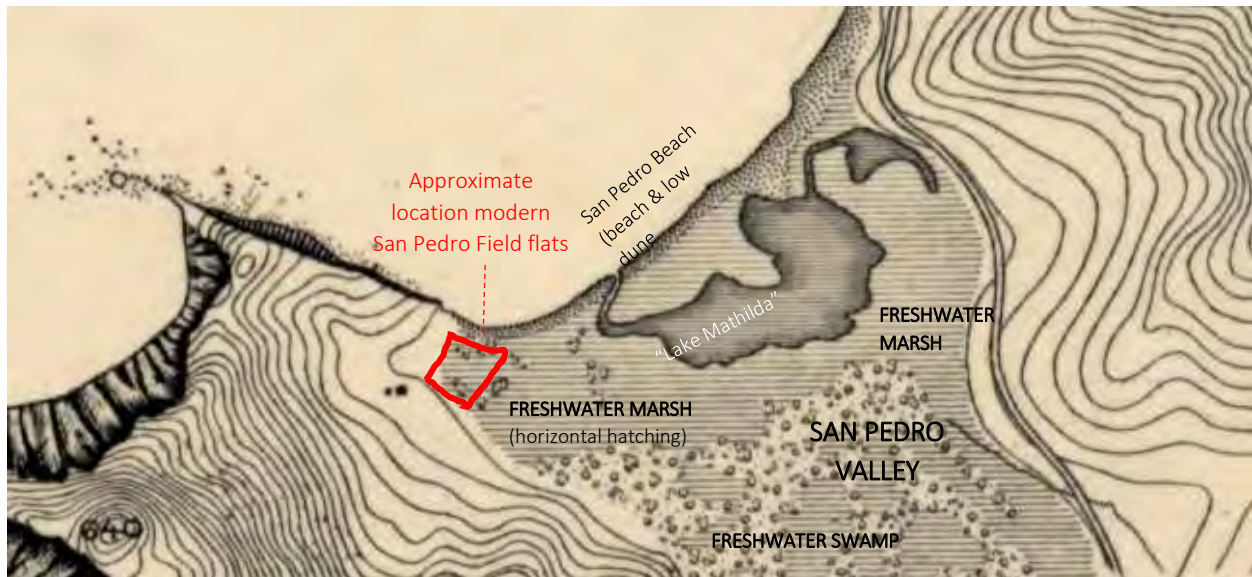 Approximate
location modern
San Pedro Field flats
San Pedro Beach
(beach & low
dune
"Lake Mathilda"
FRESHWATER
MARSH
FRESHWATER MARSH
(horizontal hatching)
SAN PEDRO
VALLEY
FRESHWATER SWAMP
640